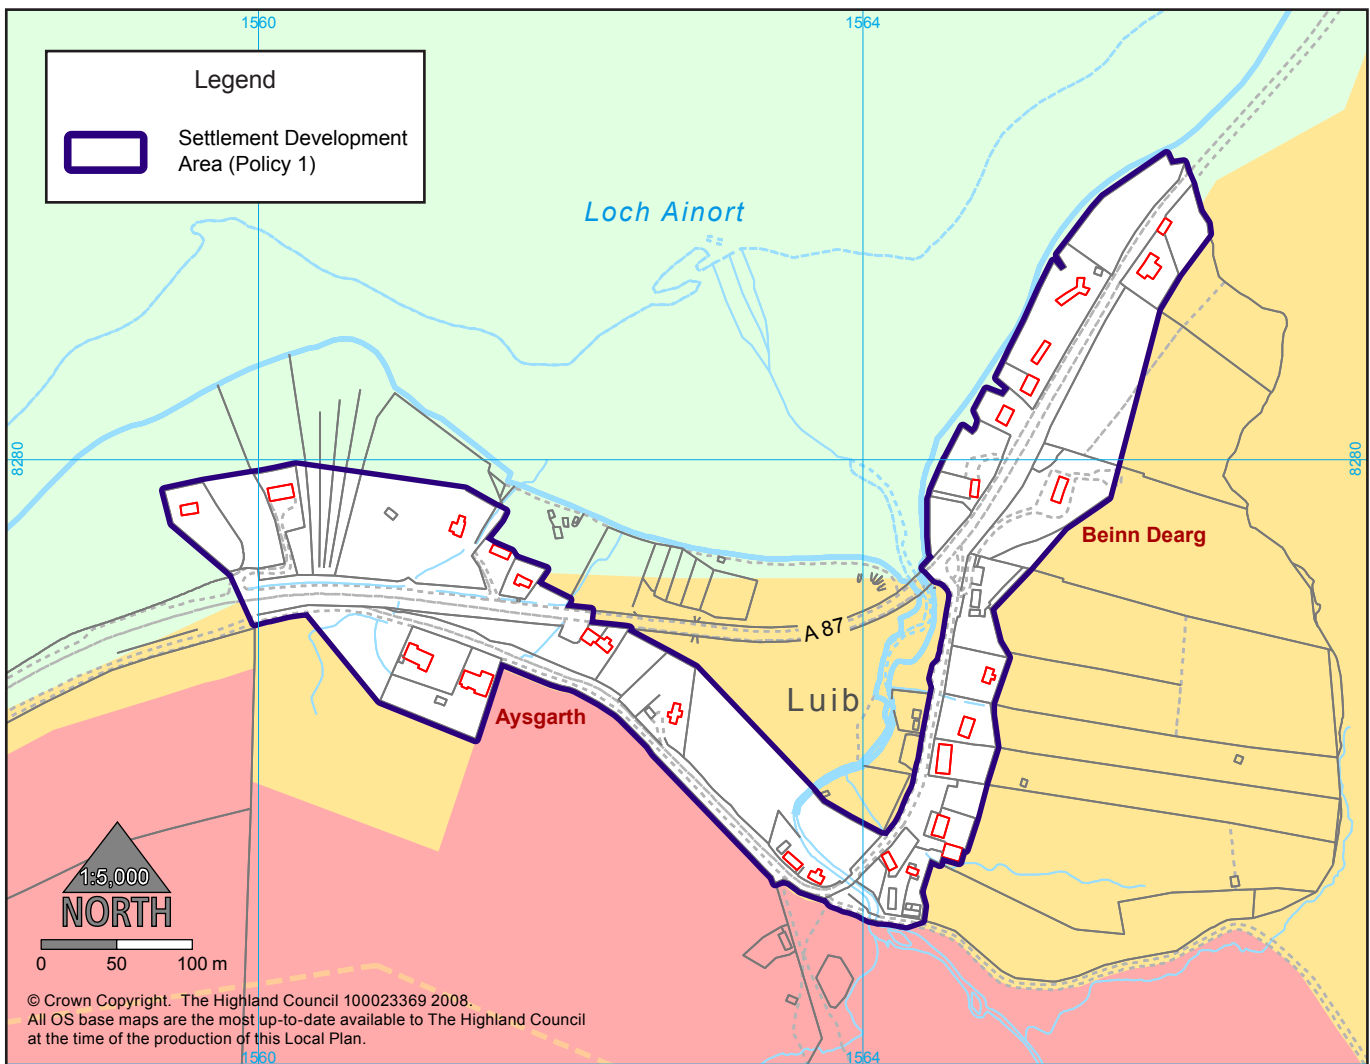 1560
1564
Legend
Settlement Development
Area (Policy 1)
Loch Ainort
8280
8280
Beinn Dearg
A 87
Luib
Aysgarth
1:5,000
NORTH
0 50 100 m
© Crown Copyright. The Highland Council 100023369 2008.
All OS base maps are the most up-to-date available to The Highland Council
at the time of the production of this Local Plan.
1560
1564